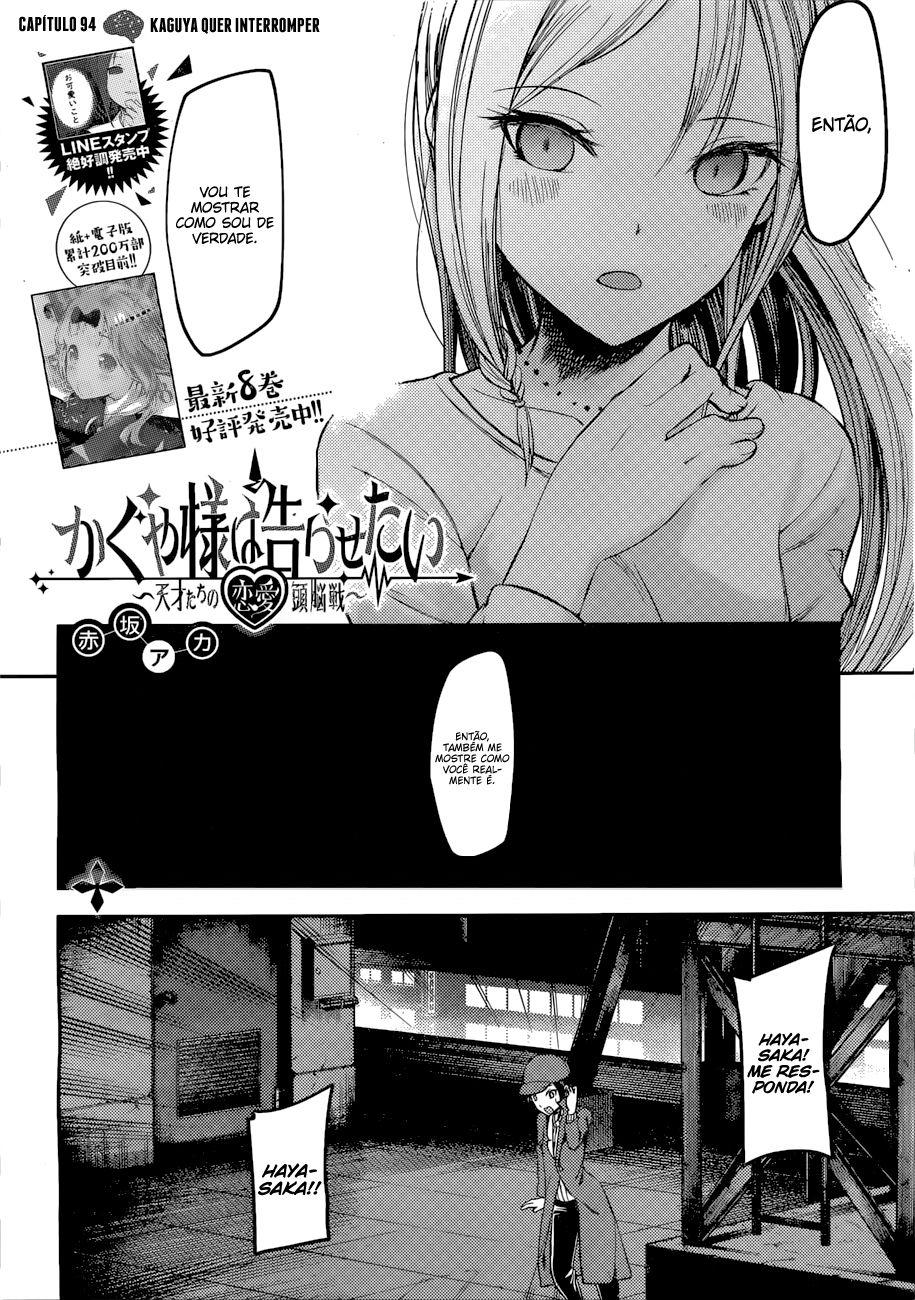 CAPÍTULO 94 KAGUYA QUER INTERROMPER
ENTÃO,
VOU TE
MOSTRAR
COMO SOU DE
VERDADE.
お可愛いこと
LINEスタンプ
絶好調発売中
!!
紙+電子版
累計200万部
突破目前!!
最新8巻
好評発売中!!
かぐや様は告らせたい
～天才たちの恋愛頭脳戦～
赤坂アカ
ENTÃO,
TAMBÉM ME
MOSTRE COMO
VOCÊ REAL-
MENTE É.
HAYA-
SAKA!
ME RES-
PONDA!
HAYA-
SAKA!!